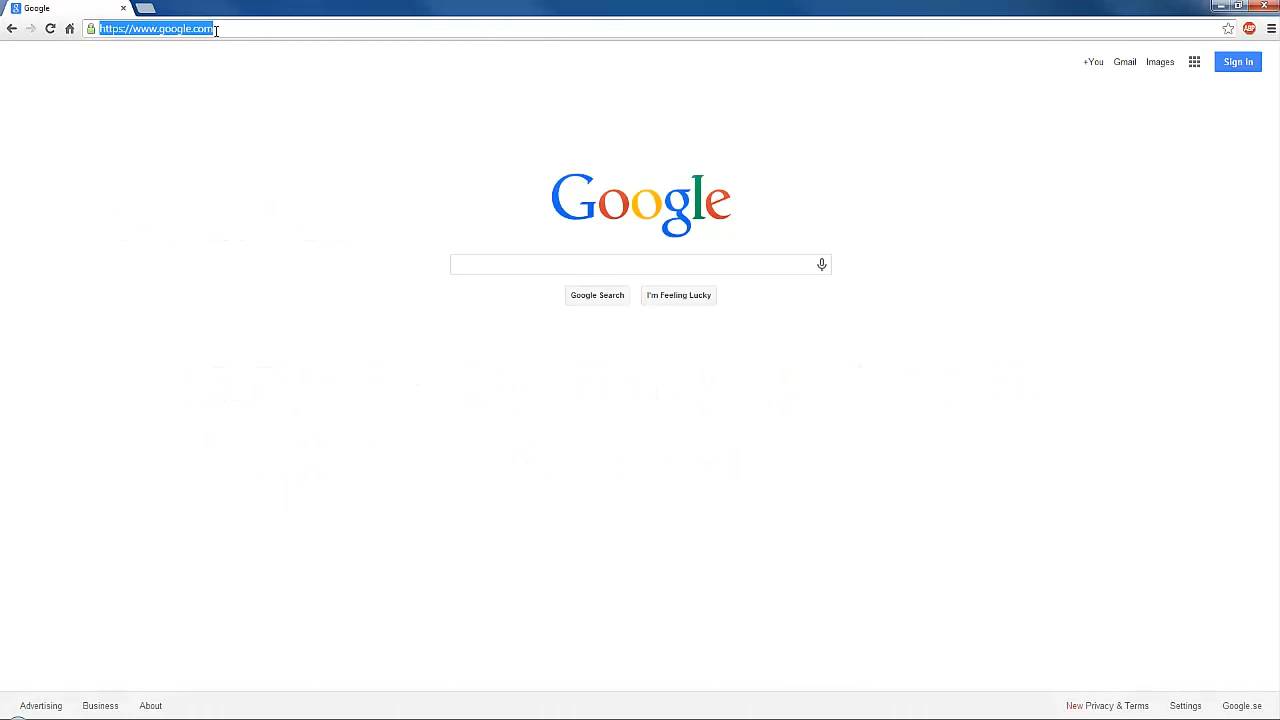 Google
https://www.google.com
+You Gmail Images Sign in
Google
Google Search I'm Feeling Lucky
Advertising Business About New Privacy & Terms Settings Google.se